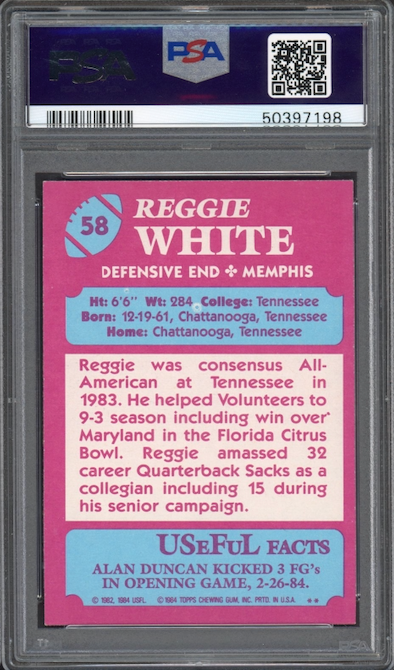 PSA PSA
50397198
58 REGGIE
WHITE
DEFENSIVE END ✤ MEMPHIS
Ht: 6'6" Wt: 284 College: Tennessee
Born: 12-19-61, Chattanooga, Tennessee
Home: Chattanooga, Tennessee
Reggie was consensus All-
American at Tennessee in
1983. He helped Volunteers to
9-3 season including win over
Maryland in the Florida Citrus
Bowl. Reggie amassed 32
career Quarterback Sacks as a
collegian including 15 during
his senior campaign.
USeFuL FACTS
ALAN DUNCAN KICKED 3 FG's
IN OPENING GAME, 2-26-84.
© 1982, 1984 USFL. © 1984 TOPPS CHEWING GUM, INC. PRTD. IN U.S.A. **